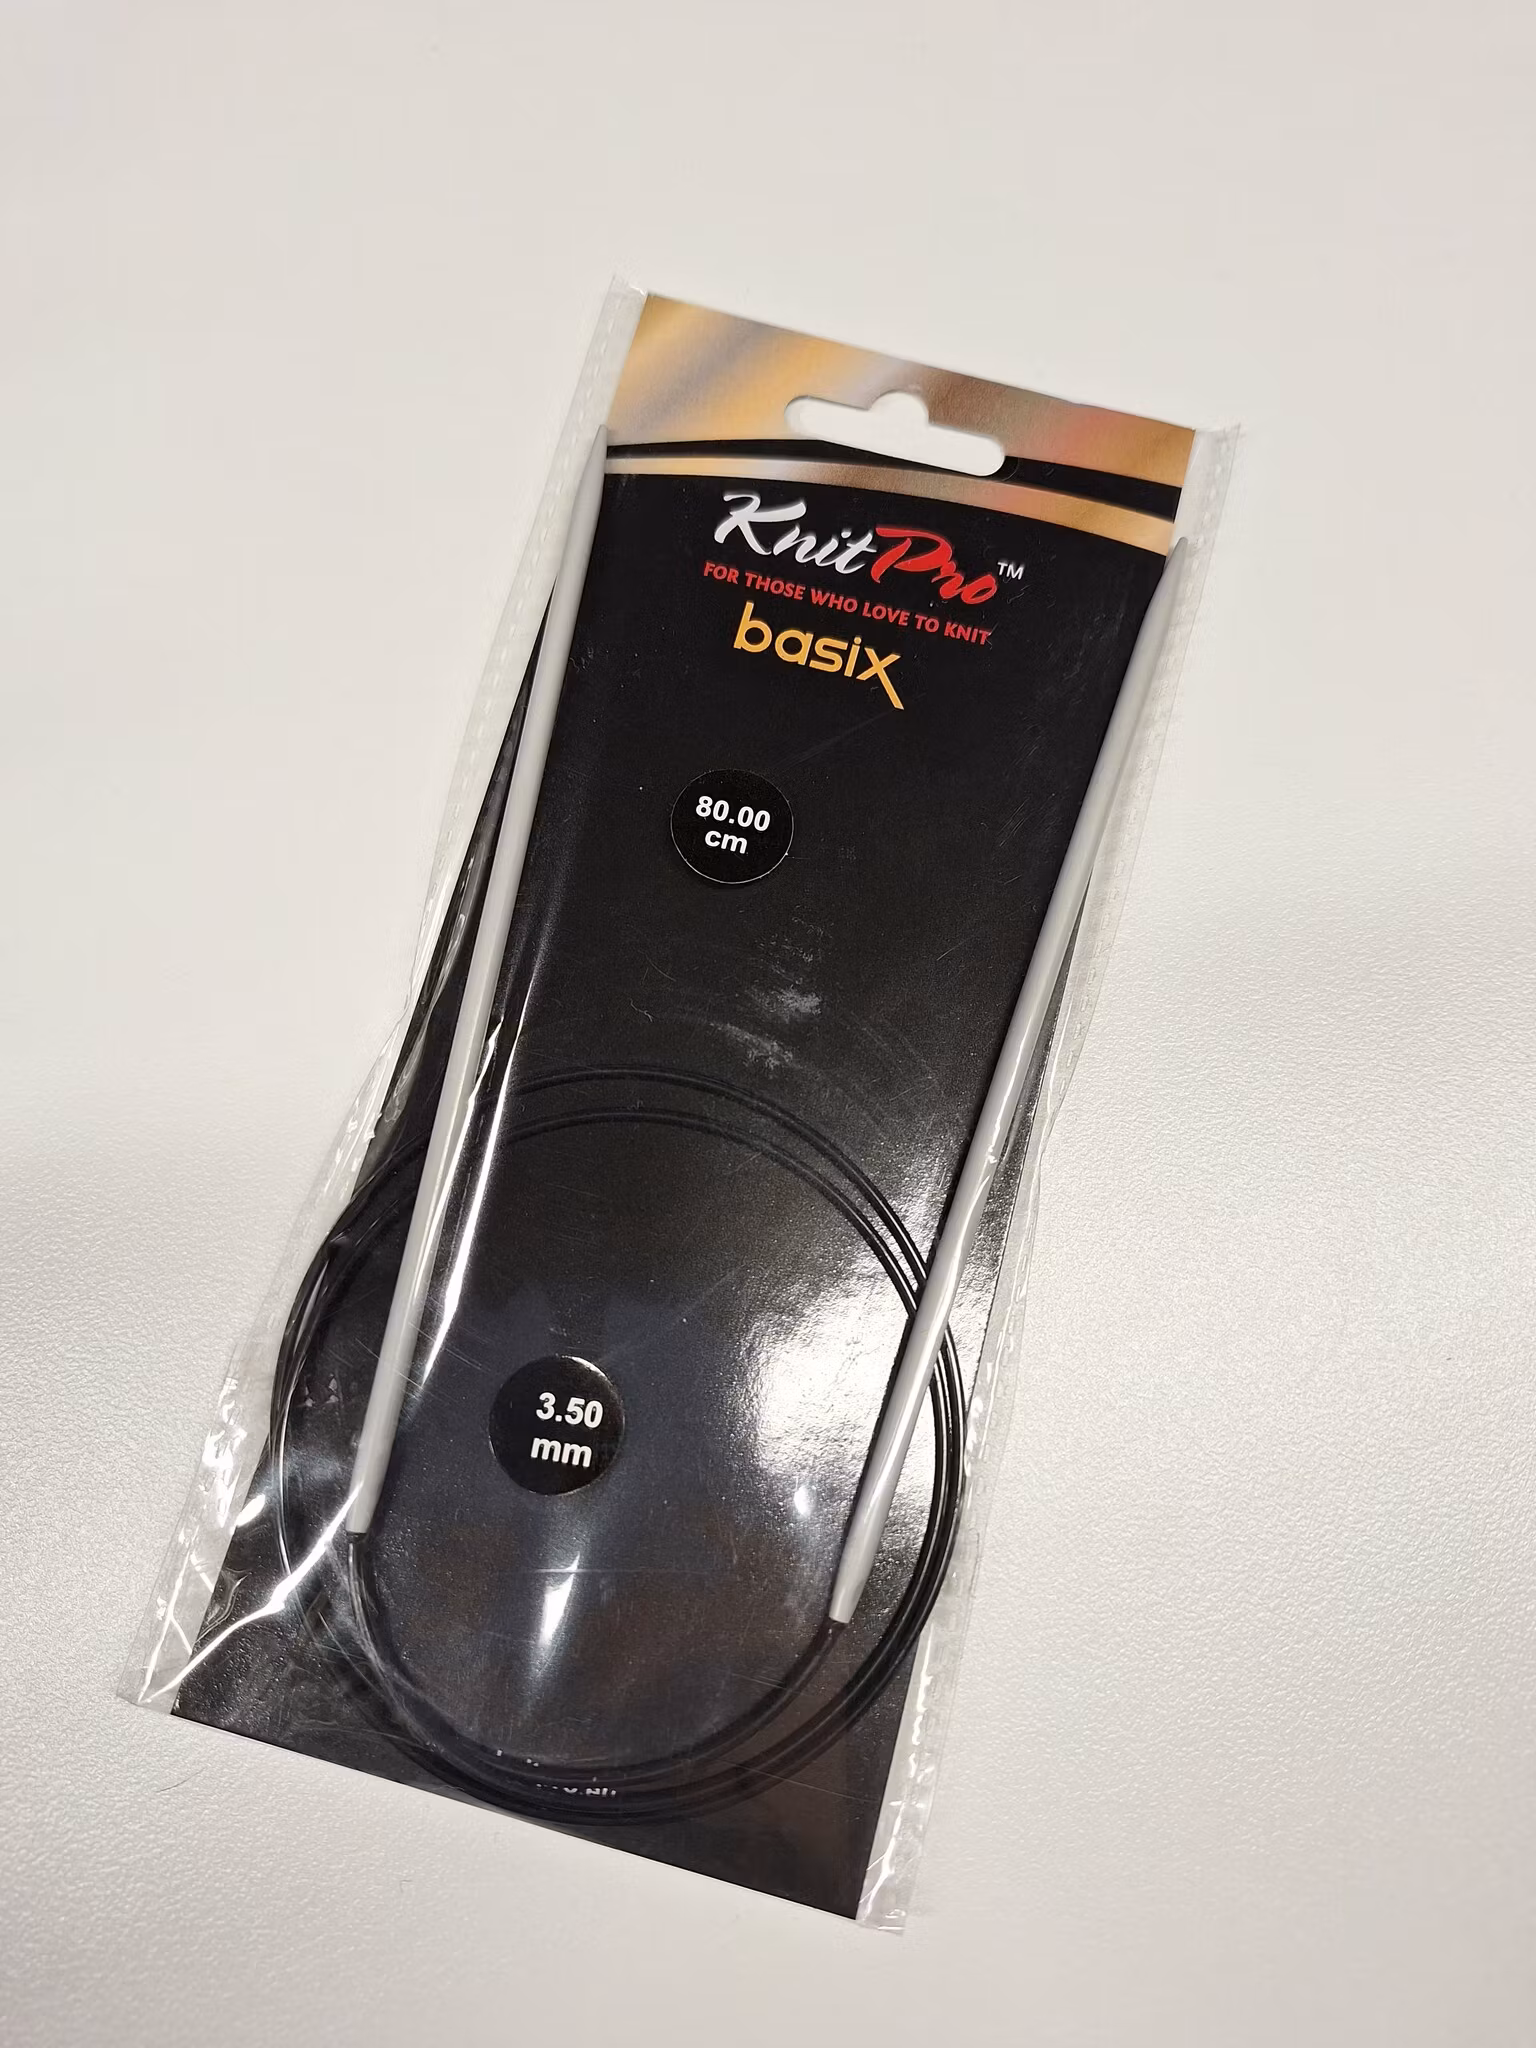 KnitPro™
FOR THOSE WHO LOVE TO KNIT
basix
80.00
cm
3.50
mm